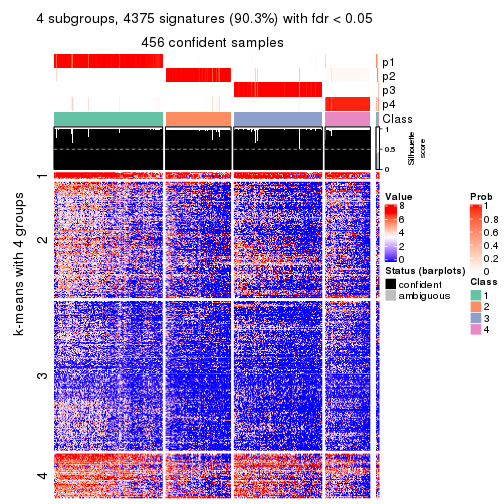 4 subgroups, 4375 signatures (90.3%) with fdr < 0.05
456 confident samples
p1
p2
p3
p4
Class
1
0.5
0
Silhouette
score
k-means with 4 groups
1
2
3
4
Value
8
6
4
2
0
Status (barplots)
confident
ambiguous
Prob
1
0.8
0.6
0.4
0.2
0
Class
1
2
3
4